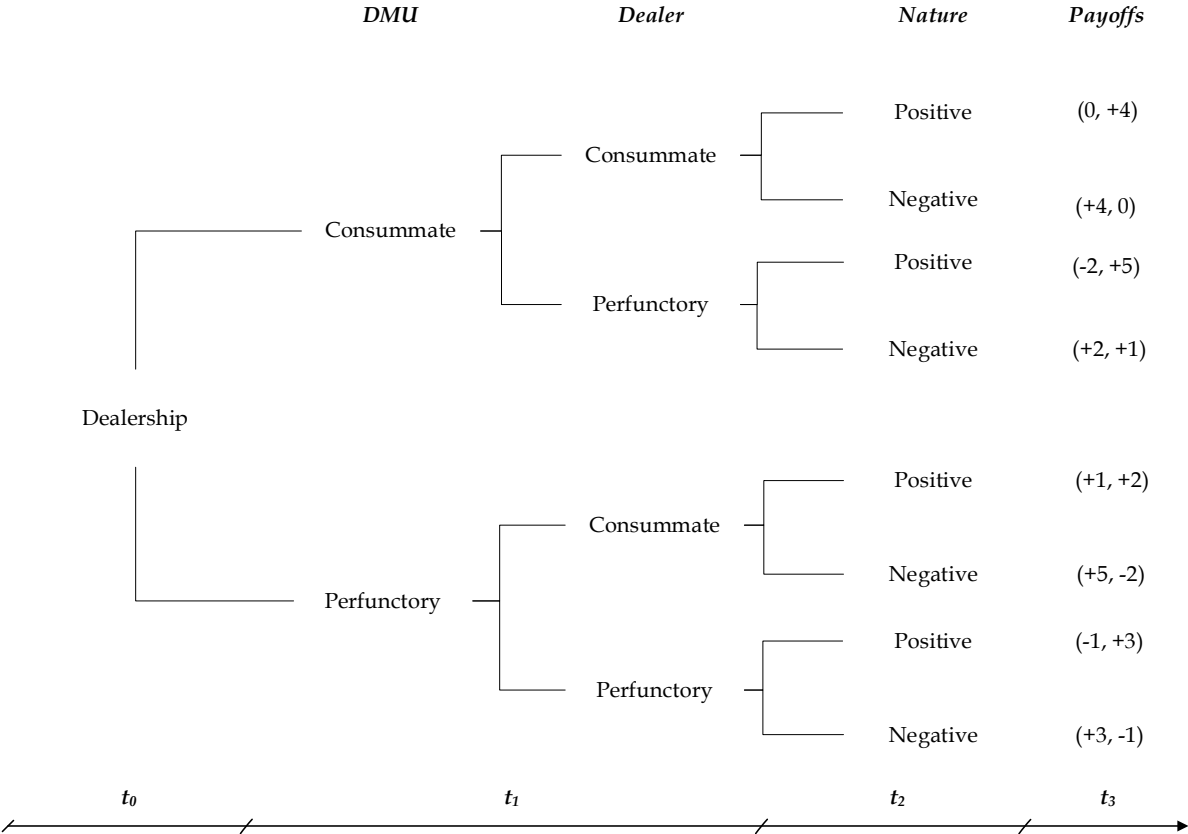 DMU Dealer Nature Payoffs
Positive (0, +4)
Consummate
Negative (+4, 0)
Consummate
Positive (-2, +5)
Perfunctory
Negative (+2, +1)
Dealership
Positive (+1, +2)
Consummate
Negative (+5, -2)
Perfunctory
Positive (-1, +3)
Perfunctory
Negative (+3, -1)
t0 t1 t2 t3